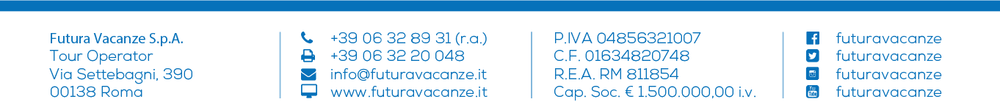 Futura Vacanze S.p.A.
Tour Operator
Via Settebagni, 390
00138 Roma
+39 06 32 89 31 (r.a.)
+39 06 32 20 048
info@futuravacanze.it
www.futuravacanze.it
P.IVA 04856321007
C.F. 01634820748
R.E.A. RM 811854
Cap. Soc. € 1.500.000,00 i.v.
futuravacanze
futuravacanze
futuravacanze
futuravacanze